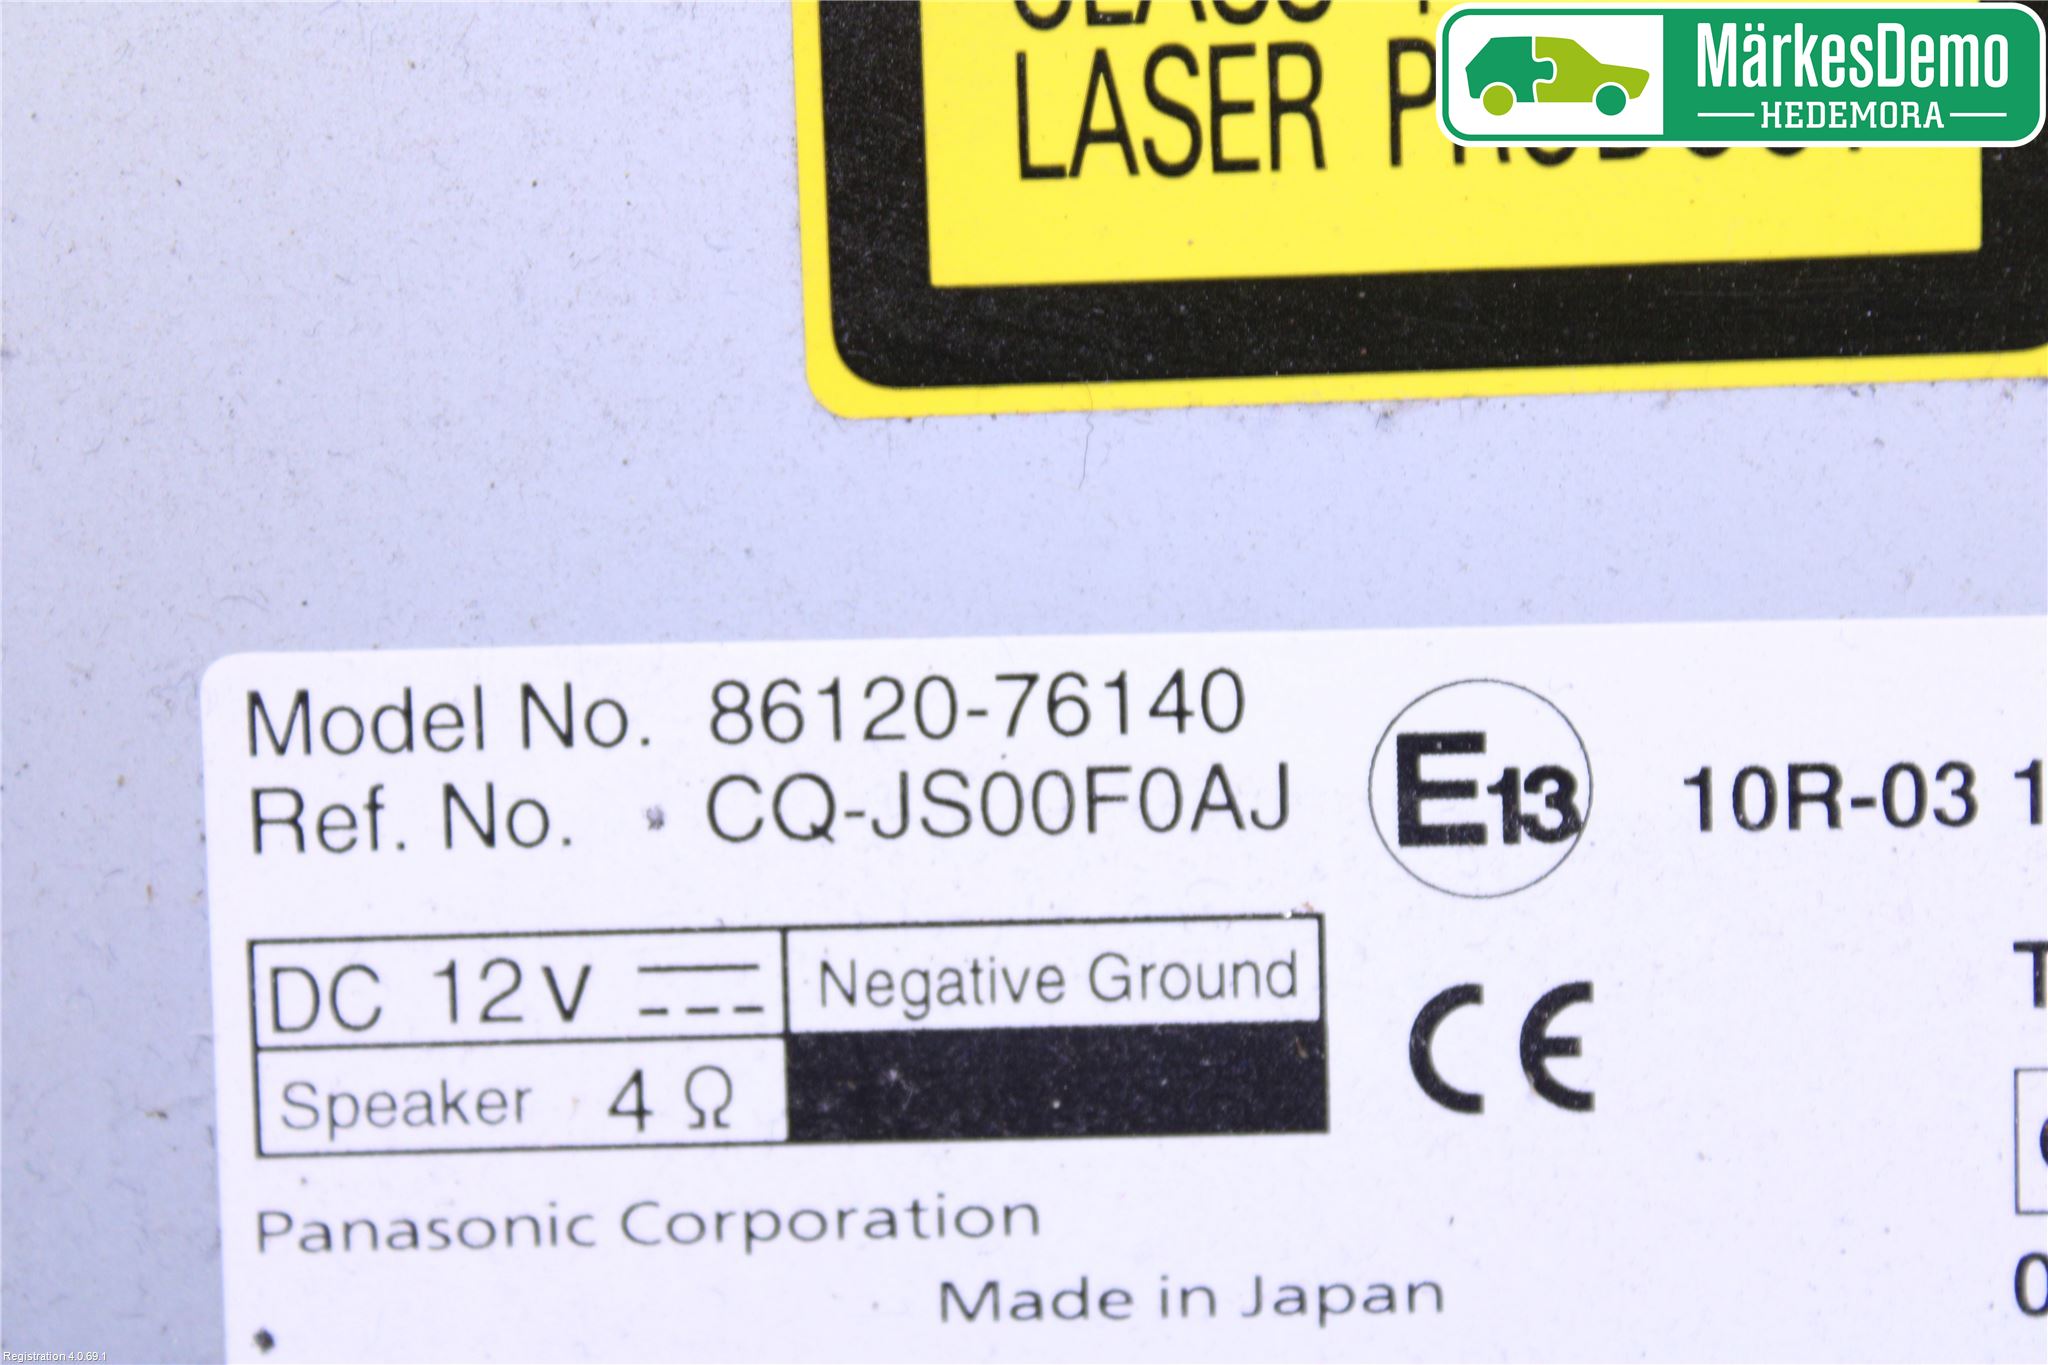 LASER
MärkesDemo
HEDEMORA
Model No. 86120-76140
Ref. No. CQ-JS00F0AJ
E13
10R-03 1
DC 12V
Negative Ground
CE
Speaker 4 Ω
Panasonic Corporation
Made in Japan
Registration 4.0.69.1